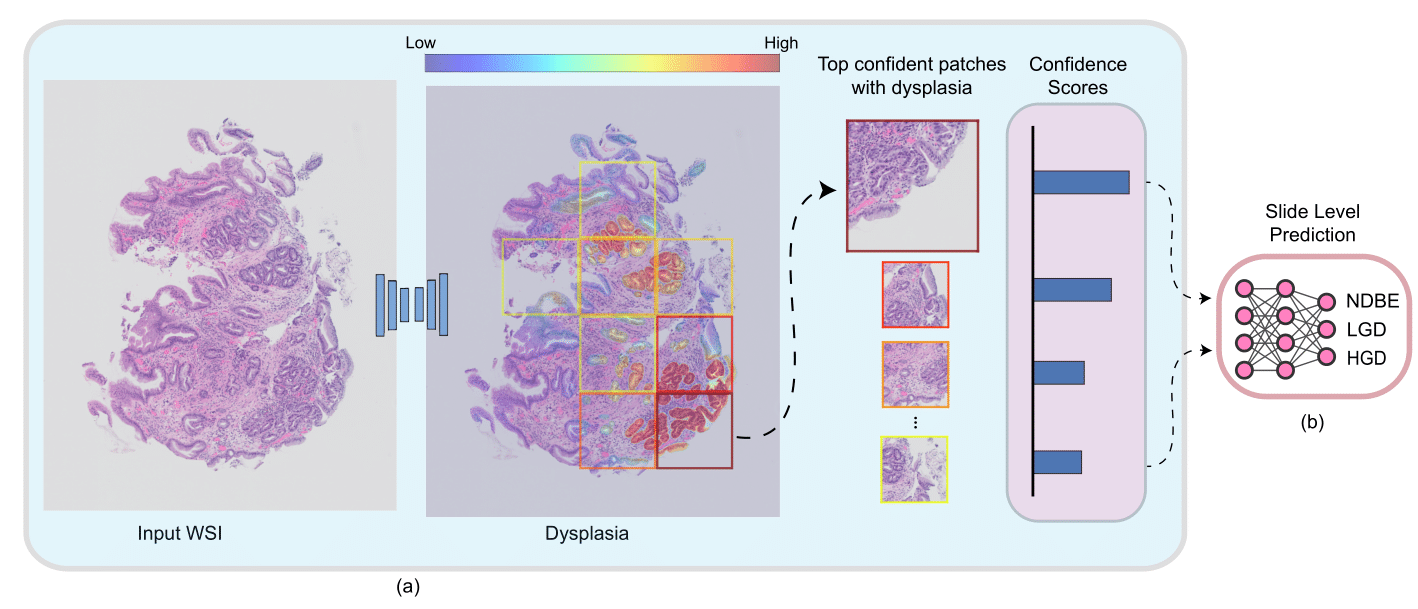 Low
High
Top confident patches
with dysplasia
Confidence
Scores
Slide Level
Prediction
NDBE
LGD
HGD
...
Input WSI
Dysplasia
(a)
(b)